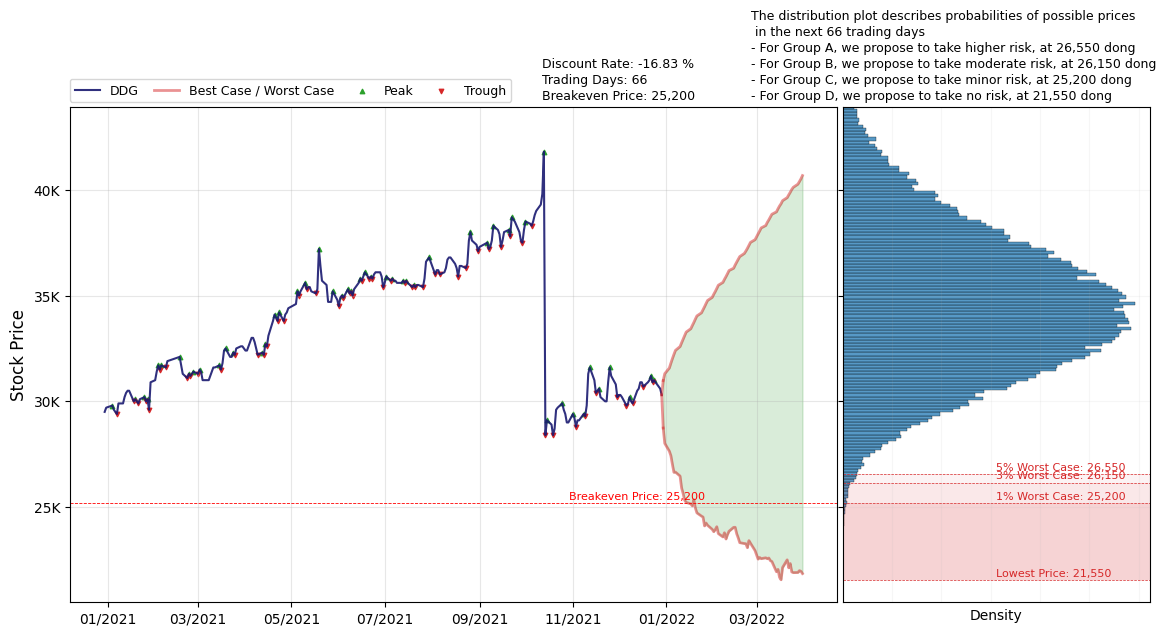 The distribution plot describes probabilities of possible prices
in the next 66 trading days
- For Group A, we propose to take higher risk, at 26,550 dong
- For Group B, we propose to take moderate risk, at 26,150 dong
- For Group C, we propose to take minor risk, at 25,200 dong
- For Group D, we propose to take no risk, at 21,550 dong
Discount Rate: -16.83 %
Trading Days: 66
Breakeven Price: 25,200
DDG
Best Case / Worst Case
Peak
Trough
Stock Price
40K
35K
30K
25K
Breakeven Price: 25,200
5% Worst Case: 26,550
3% Worst Case: 26,150
1% Worst Case: 25,200
Lowest Price: 21,550
01/2021
03/2021
05/2021
07/2021
09/2021
11/2021
01/2022
03/2022
Density